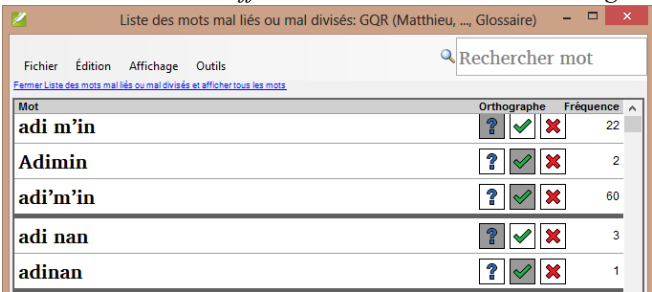 Liste des mots mal liés ou mal divisés: GQR (Matthieu, ..., Glossaire)
Fichier Édition Affichage Outils Rechercher mot
Fermer Liste des mots mal liés ou mal divisés et afficher tous les mots
Mot Orthographe Fréquence
adi m’in 22
Adimin 2
adi’m’in 60
adi nan 3
adinan 1